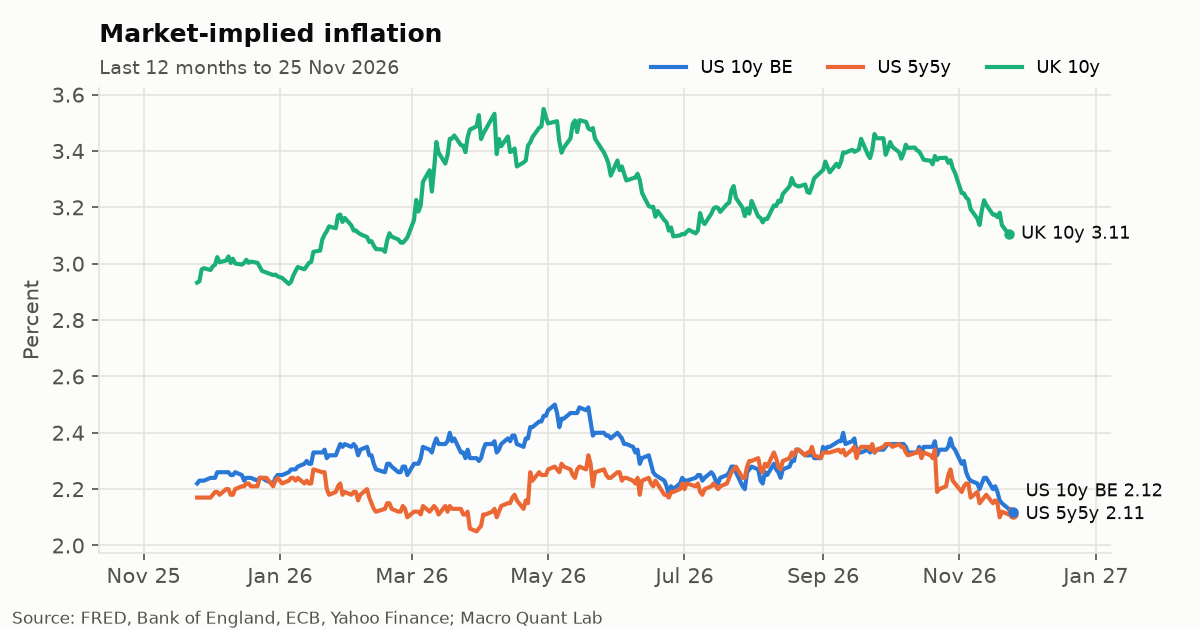 Market-implied inflation
Last 12 months to 25 Nov 2026
US 10y BE
US 5y5y
UK 10y
Percent
3.6
3.4
3.2
3.0
2.8
2.6
2.4
2.2
2.0
UK 10y 3.11
US 10y BE 2.12
US 5y5y 2.11
Nov 25
Jan 26
Mar 26
May 26
Jul 26
Sep 26
Nov 26
Jan 27
Source: FRED, Bank of England, ECB, Yahoo Finance; Macro Quant Lab